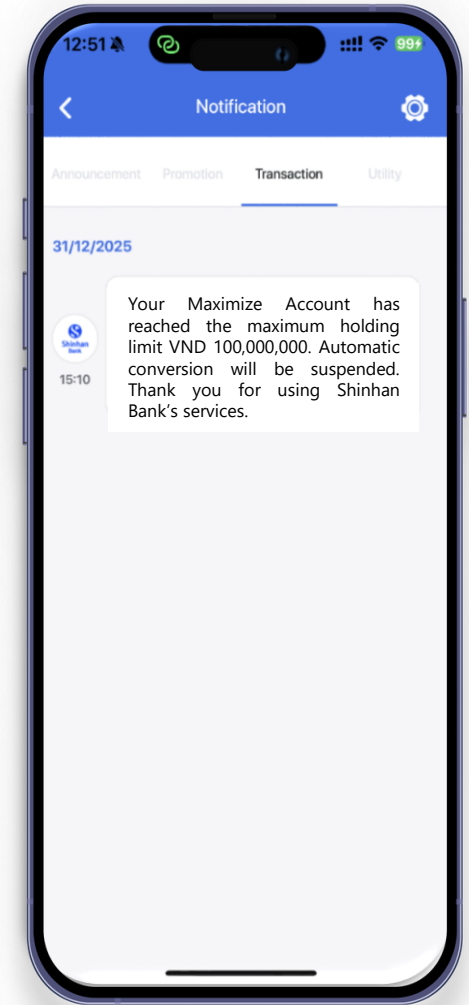 12:51
99+
Notification
Announcement Promotion Transaction Utility
31/12/2025
Your Maximize Account has
reached the maximum holding
limit VND 100,000,000. Automatic
conversion will be suspended.
Thank you for using Shinhan
Bank's services.
Shinhan
Bank
15:10